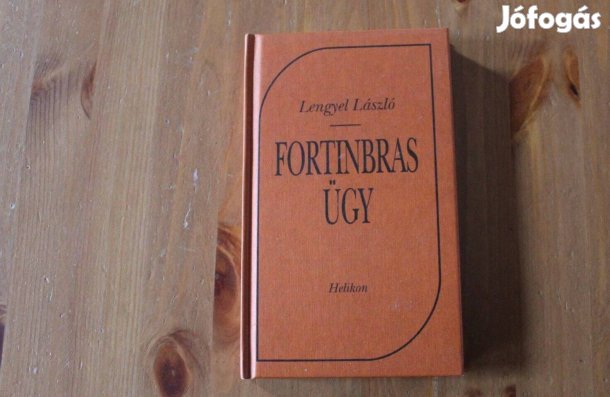 Jófogás
Lengyel László
FORTINBRAS
ÜGY
Helikon